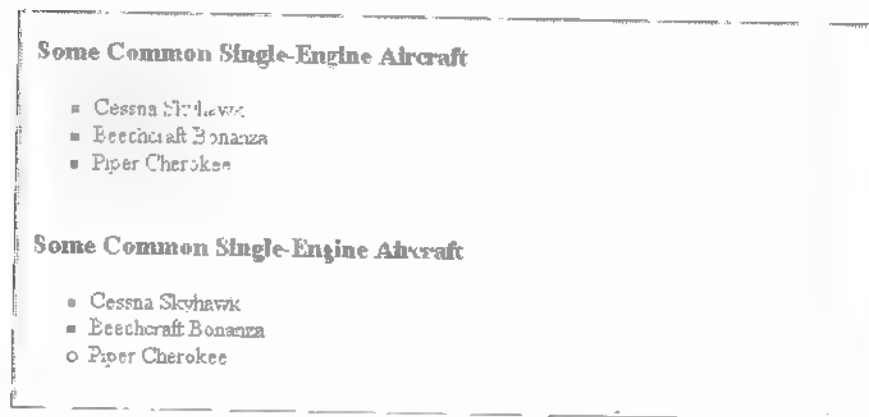 Some Common Single-Engine Aircraft
Cessna Skyhawk
Beechcraft Bonanza
Piper Cherokee
Some Common Single-Engine Aircraft
Cessna Skyhawk
Beechcraft Bonanza
Piper Cherokee